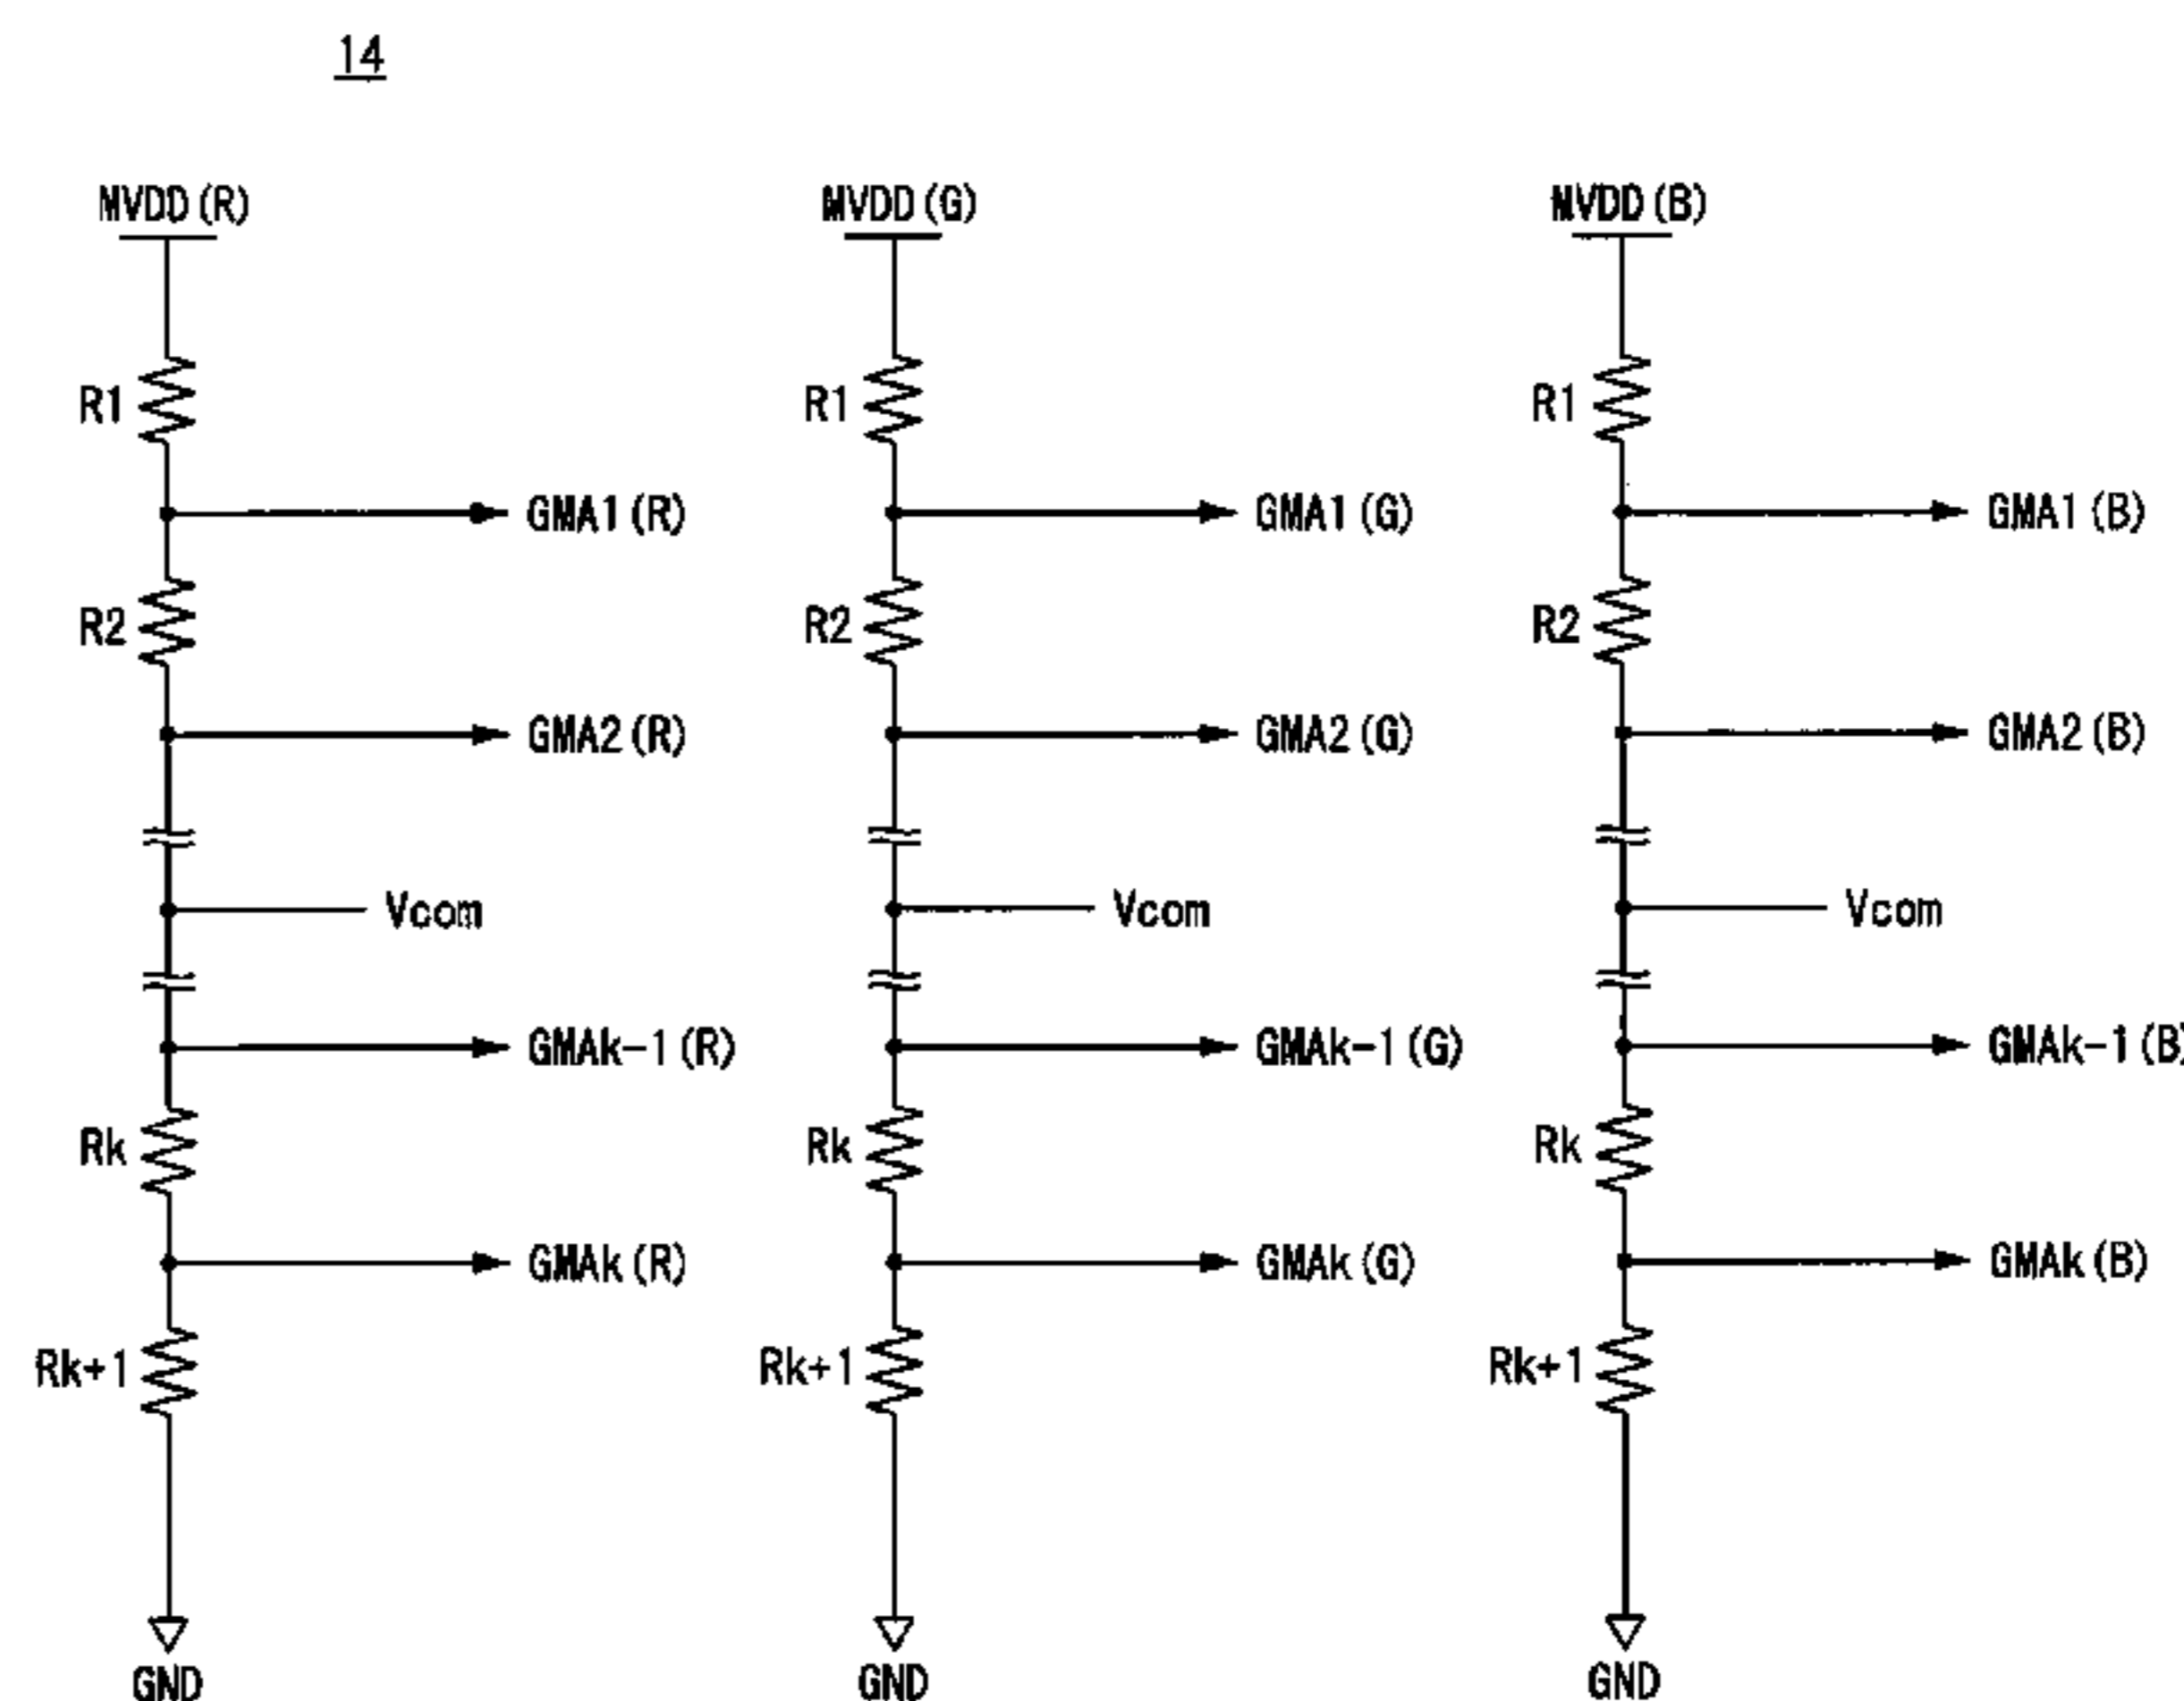 14
MVDD(R) MVDD(G) MVDD(B)
R1 R1 R1
GMA1(R) GMA1(G) GMA1(B)
R2 R2 R2
GMA2(R) GMA2(G) GMA2(B)
Vcom Vcom Vcom
GMAk-1(R) GMAk-1(G) GMAk-1(B)
Rk Rk Rk
GMAk(R) GMAk(G) GMAk(B)
Rk+1 Rk+1 Rk+1
GND GND GND